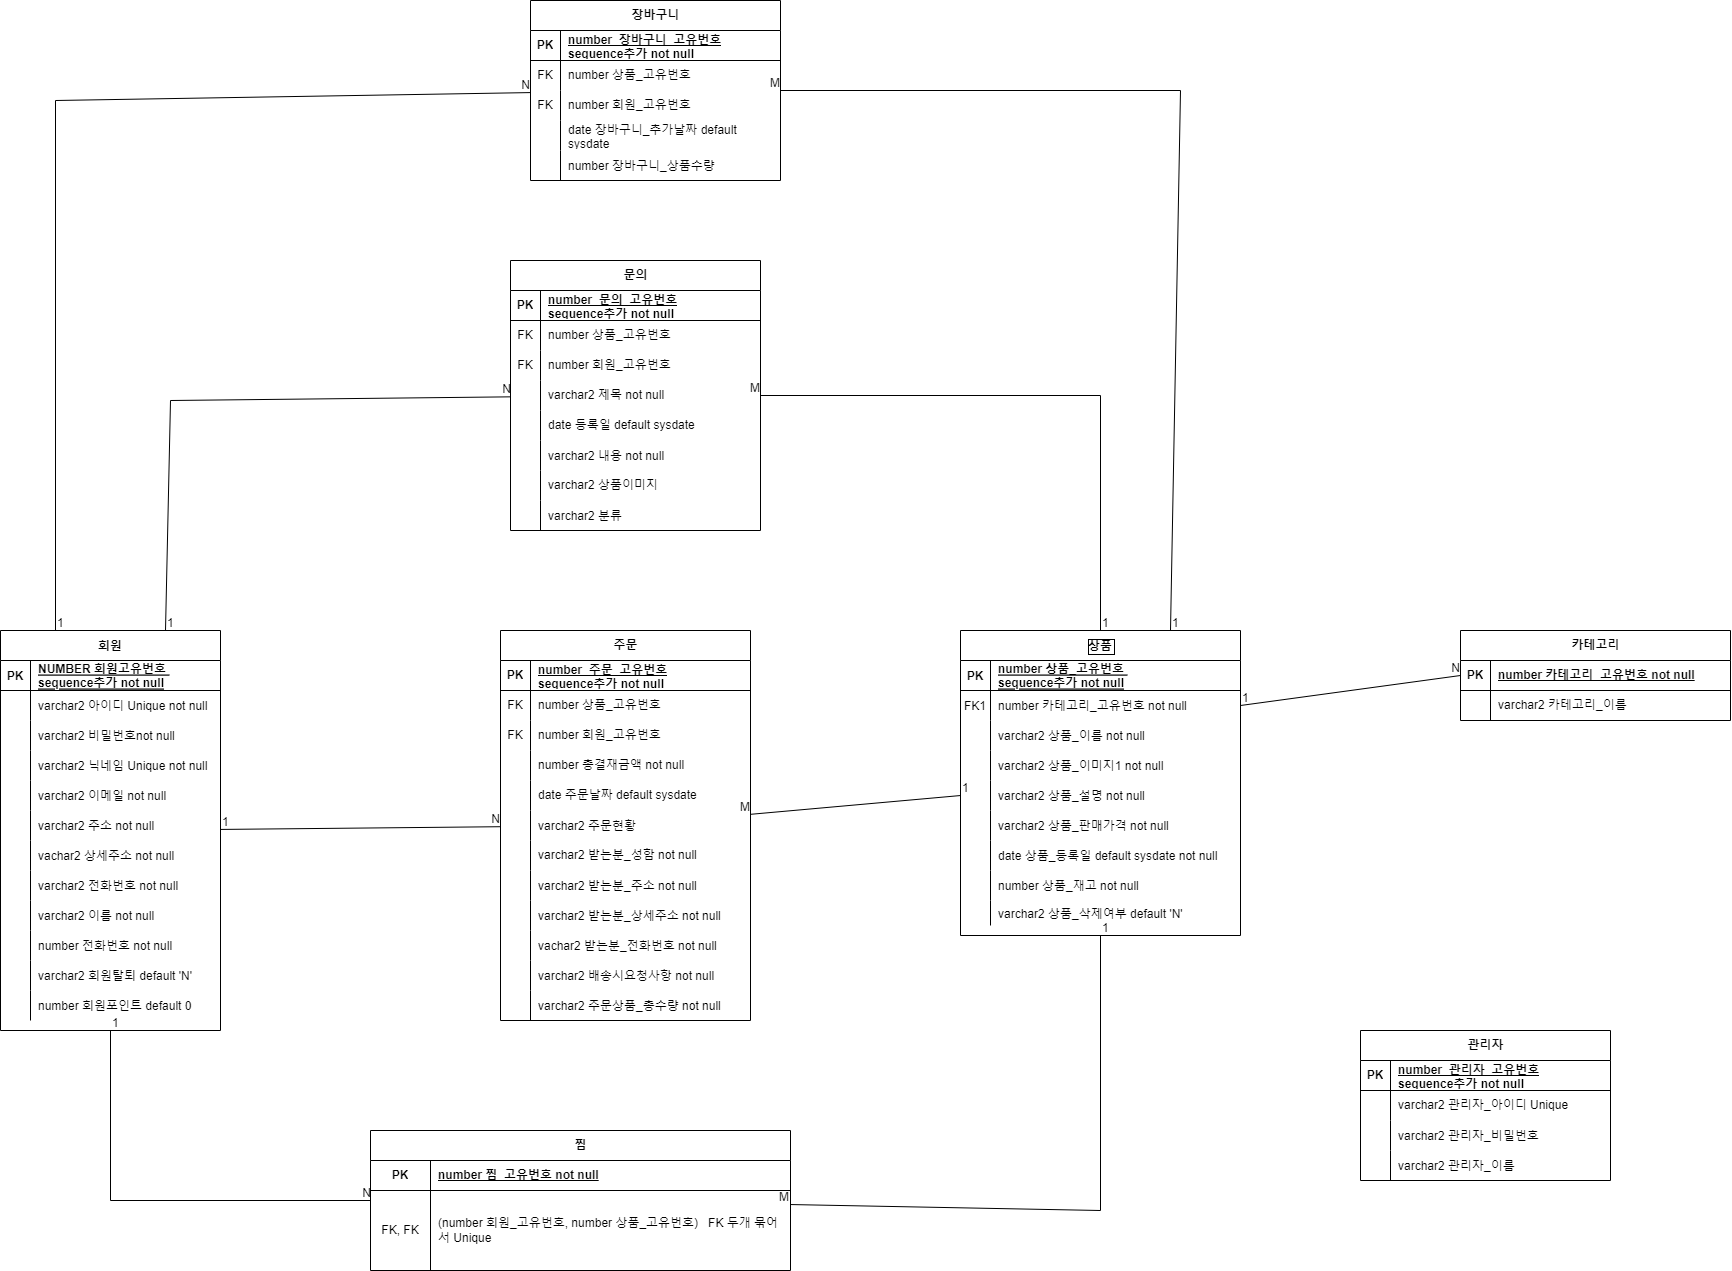 장바구니
PK
number 장바구니_고유번호
sequence추가 not null
FK
number 상품_고유번호
FK
number 회원_고유번호
date 장바구니_추가날짜 default
sysdate
number 장바구니_상품수량
N
M
문의
PK
number 문의_고유번호
sequence추가 not null
FK
number 상품_고유번호
FK
number 회원_고유번호
varchar2 제목 not null
date 등록일 default sysdate
varchar2 내용 not null
varchar2 상품이미지
varchar2 분류
N
M
1
1
1
1
회원
PK
NUMBER 회원고유번호
sequence추가 not null
varchar2 아이디 Unique not null
varchar2 비밀번호not null
varchar2 닉네임 Unique not null
varchar2 이메일 not null
varchar2 주소 not null
vachar2 상세주소 not null
varchar2 전화번호 not null
varchar2 이름 not null
number 전화번호 not null
varchar2 회원탈퇴 default 'N'
number 회원포인트 default 0
1
1
N
주문
PK
number 주문_고유번호
sequence추가 not null
FK
number 상품_고유번호
FK
number 회원_고유번호
number 총결재금액 not null
date 주문날짜 default sysdate
varchar2 주문현황
varchar2 받는분_성함 not null
varchar2 받는분_주소 not null
varchar2 받는분_상세주소 not null
vachar2 받는분_전화번호 not null
varchar2 배송시요청사항 not null
varchar2 주문상품_총수량 not null
M
1
상품
PK
number 상품_고유번호
sequence추가 not null
FK1
number 카테고리_고유번호 not null
varchar2 상품_이름 not null
varchar2 상품_이미지1 not null
varchar2 상품_설명 not null
varchar2 상품_판매가격 not null
date 상품_등록일 default sysdate not null
number 상품_재고 not null
varchar2 상품_삭제여부 default 'N'
1
1
N
카테고리
PK
number 카테고리_고유번호 not null
varchar2 카테고리_이름
관리자
PK
number 관리자_고유번호
sequence추가 not null
varchar2 관리자_아이디 Unique
varchar2 관리자_비밀번호
varchar2 관리자_이름
찜
PK
number 찜_고유번호 not null
N
M
FK, FK
(number 회원_고유번호, number 상품_고유번호) FK 두개 묶어
서 Unique